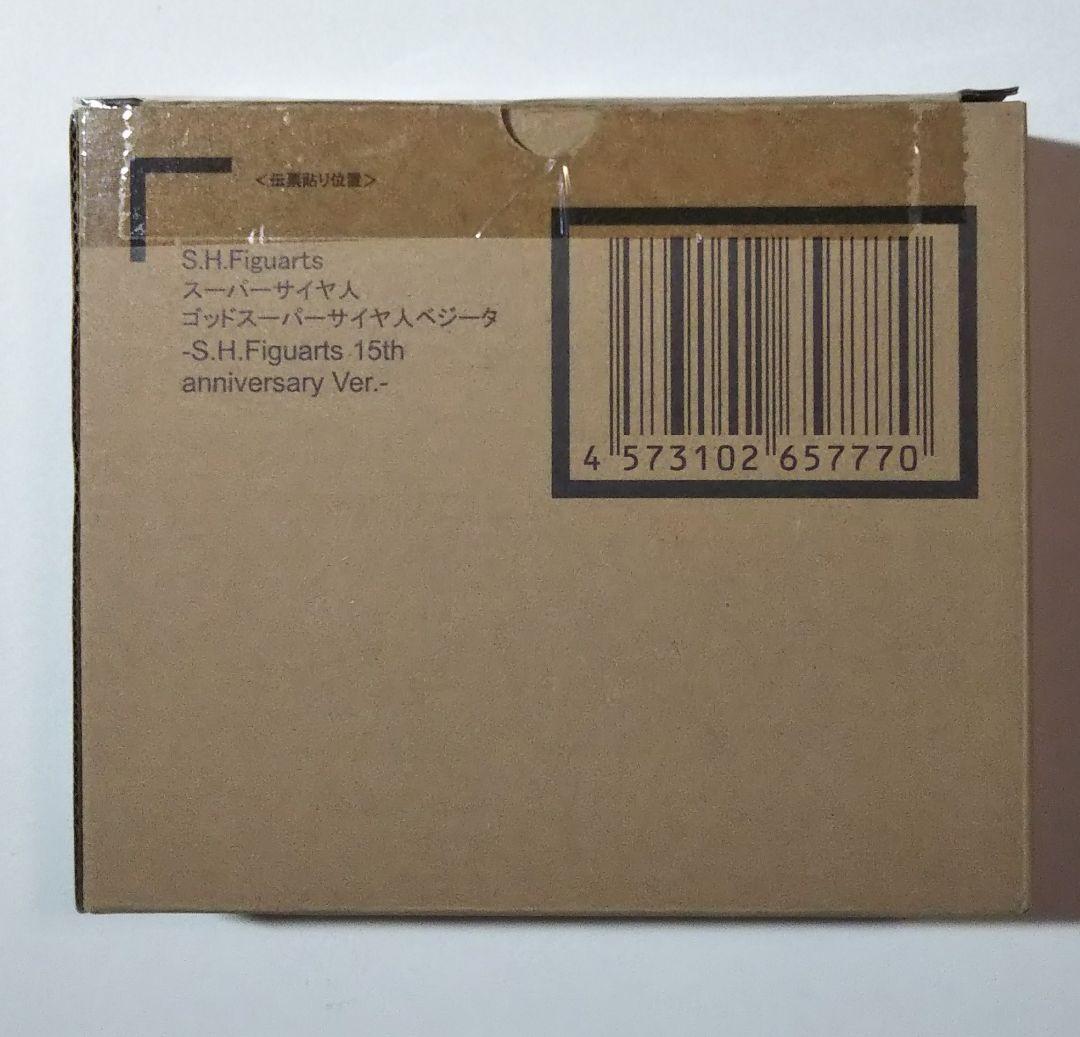 ＜伝票貼り位置＞
S.H.Figuarts
スーパーサイヤ人
ゴッドスーパーサイヤ人ベジータ
-S.H.Figuarts 15th
anniversary Ver.-
4 573102 657770